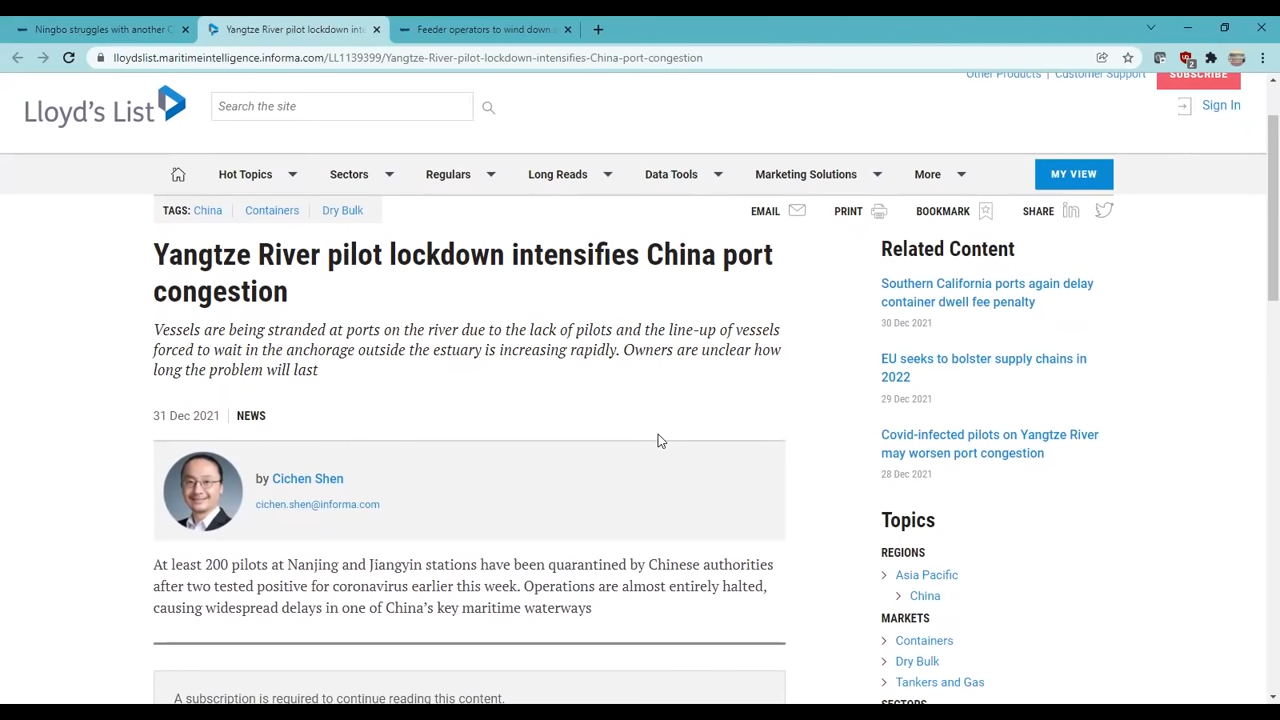 Ningbo struggles with another C
Yangtze River pilot lockdown inte
Feeder operators to wind down a
lloydslist.maritimeintelligence.informa.com/LL1139399/Yangtze-River-pilot-lockdown-intensifies-China-port-congestion
2
Other Products | Customer Support
SUBSCRIBE
Lloyd's List
Search the site
Sign In
Hot Topics
Sectors
Regulars
Long Reads
Data Tools
Marketing Solutions
More
MY VIEW
TAGS: China | Containers | Dry Bulk
EMAIL
PRINT
BOOKMARK
SHARE
Yangtze River pilot lockdown intensifies China port
congestion
Vessels are being stranded at ports on the river due to the lack of pilots and the line-up of vessels
forced to wait in the anchorage outside the estuary is increasing rapidly. Owners are unclear how
long the problem will last
31 Dec 2021 | NEWS
by Cichen Shen
cichen.shen@informa.com
At least 200 pilots at Nanjing and Jiangyin stations have been quarantined by Chinese authorities
after two tested positive for coronavirus earlier this week. Operations are almost entirely halted,
causing widespread delays in one of China's key maritime waterways
A subscription is required to continue reading this content.
Related Content
Southern California ports again delay
container dwell fee penalty
30 Dec 2021
EU seeks to bolster supply chains in
2022
29 Dec 2021
Covid-infected pilots on Yangtze River
may worsen port congestion
28 Dec 2021
Topics
REGIONS
Asia Pacific
China
MARKETS
Containers
Dry Bulk
Tankers and Gas
SECTORS